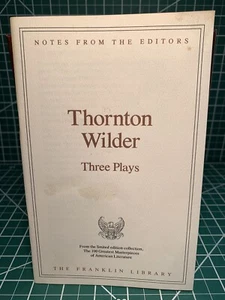 NOTES FROM THE EDITORS
Thornton
Wilder
Three Plays
From the limited edition collection,
The 100 Greatest Masterpieces
of American Literature
THE FRANKLIN LIBRARY